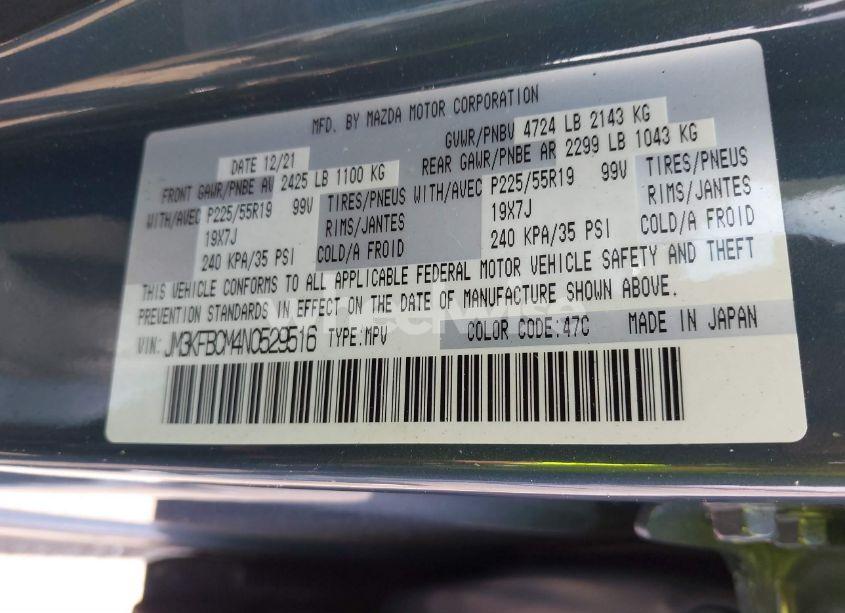 MFD. BY MAZDA MOTOR CORPORATION
DATE 12/21 GVWR/PNBV 4724 LB 2143 KG
FRONT GAWR/PNBE AV 2425 LB 1100 KG REAR GAWR/PNBE AR 2299 LB 1043 KG
WITH/AVEC P225/55R19 99V TIRES/PNEUS WITH/AVEC P225/55R19 99V TIRES/PNEUS
19X7J RIMS/JANTES 19X7J RIMS/JANTES
240 KPA/35 PSI COLD/A FROID 240 KPA/35 PSI COLD/A FROID
THIS VEHICLE CONFORMS TO ALL APPLICABLE FEDERAL MOTOR VEHICLE SAFETY AND THEFT
PREVENTION STANDARDS IN EFFECT ON THE DATE OF MANUFACTURE SHOWN ABOVE.
VIN: JM3KFBCM4N0529516 TYPE:MPV COLOR CODE:47C MADE IN JAPAN